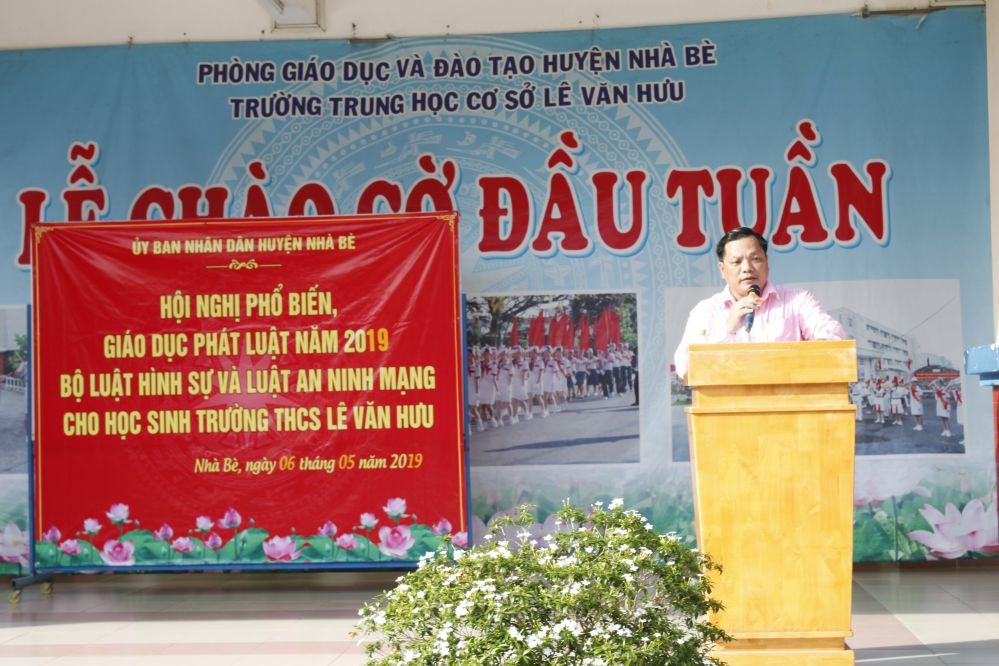 PHÒNG GIÁO DỤC VÀ ĐÀO TẠO HUYỆN NHÀ BÈ
TRƯỜNG TRUNG HỌC CƠ SỞ LÊ VĂN HƯU
LỄ CHÀO CỜ ĐẦU TUẦN
ỦY BAN NHÂN DÂN HUYỆN NHÀ BÈ
HỘI NGHỊ PHỔ BIẾN,
GIÁO DỤC PHÁT LUẬT NĂM 2019
BỘ LUẬT HÌNH SỰ VÀ LUẬT AN NINH MẠNG
CHO HỌC SINH TRƯỜNG THCS LÊ VĂN HƯU
Nhà Bè, ngày 06 tháng 05 năm 2019